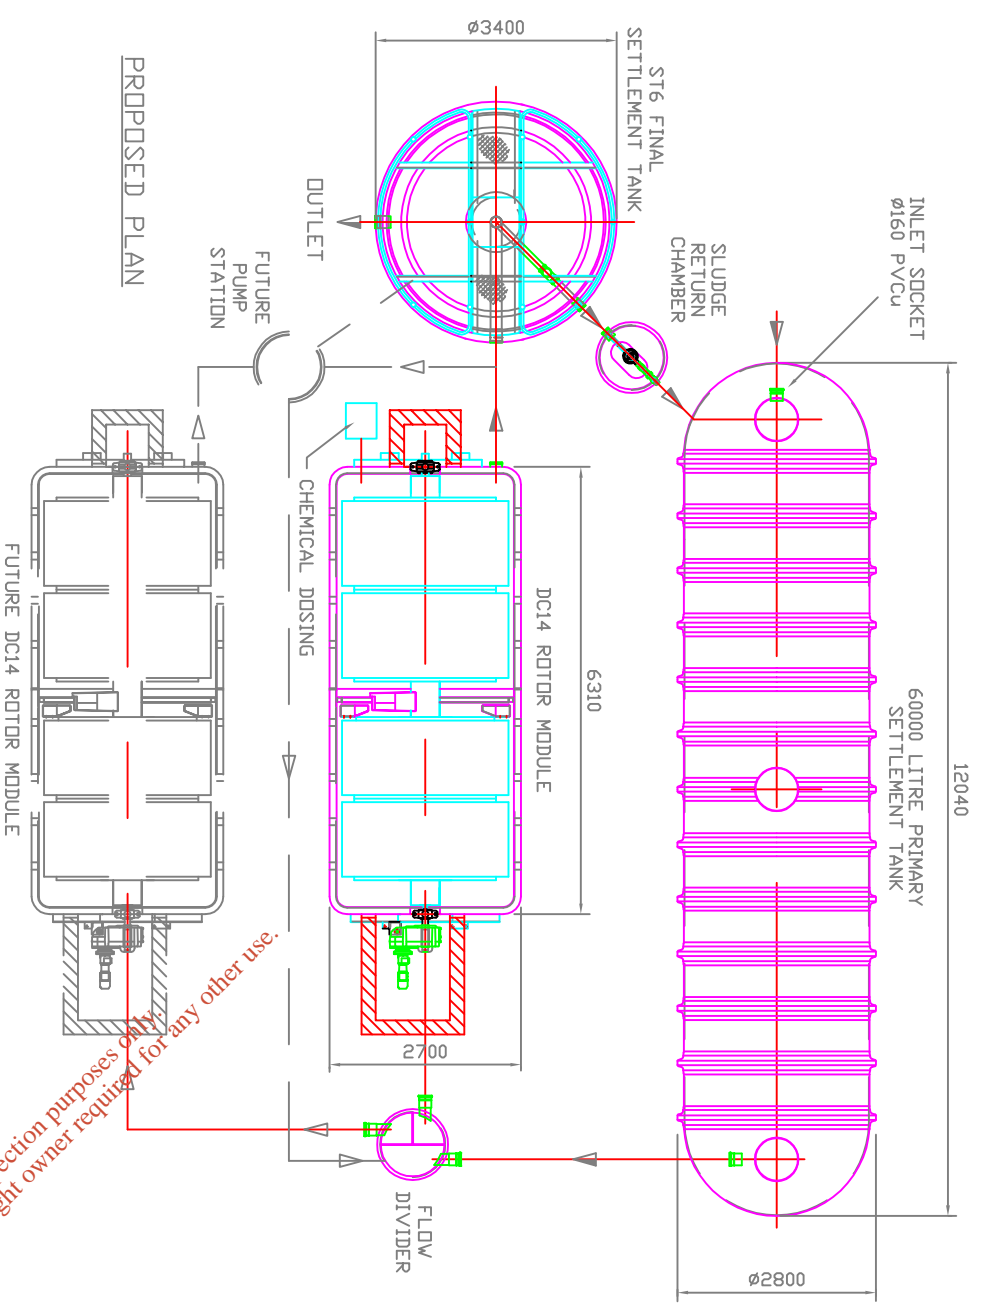 ø3400
ST6 FINAL
SETTLEMENT TANK
INLET SOCKET
ø160 PVCu
SLUDGE
RETURN
CHAMBER
PROPOSED PLAN
OUTLET
FUTURE
PUMP
STATION
CHEMICAL DOSING
DC14 ROTOR MODULE
6310
60000 LITRE PRIMARY
SETTLEMENT TANK
12040
FUTURE DC14 ROTOR MODULE
2700
FLOW
DIVIDER
ø2800
ection purposes only.
ght owner required for any other use.